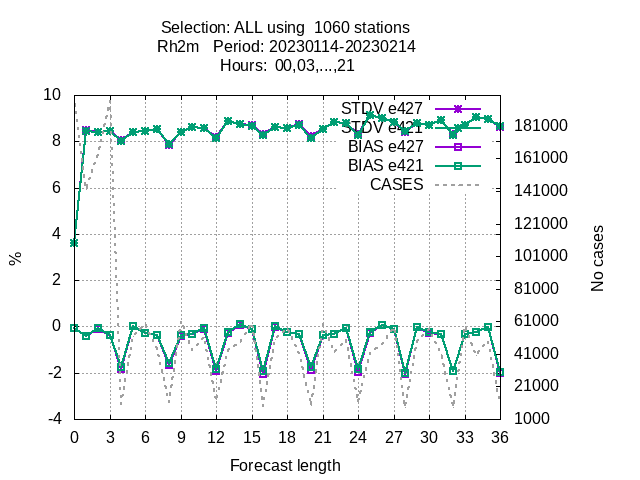 Selection: ALL using  1060 stations
Rh2m   Period: 20230114-20230214
Hours:  00,03,...,21
STDV e427
STDV e421
BIAS e427
BIAS e421
CASES
%
10
8
6
4
2
0
-2
-4
181000
161000
141000
121000
101000
81000
61000
41000
21000
1000
No cases
0 3 6 9 12 15 18 21 24 27 30 33 36
Forecast length